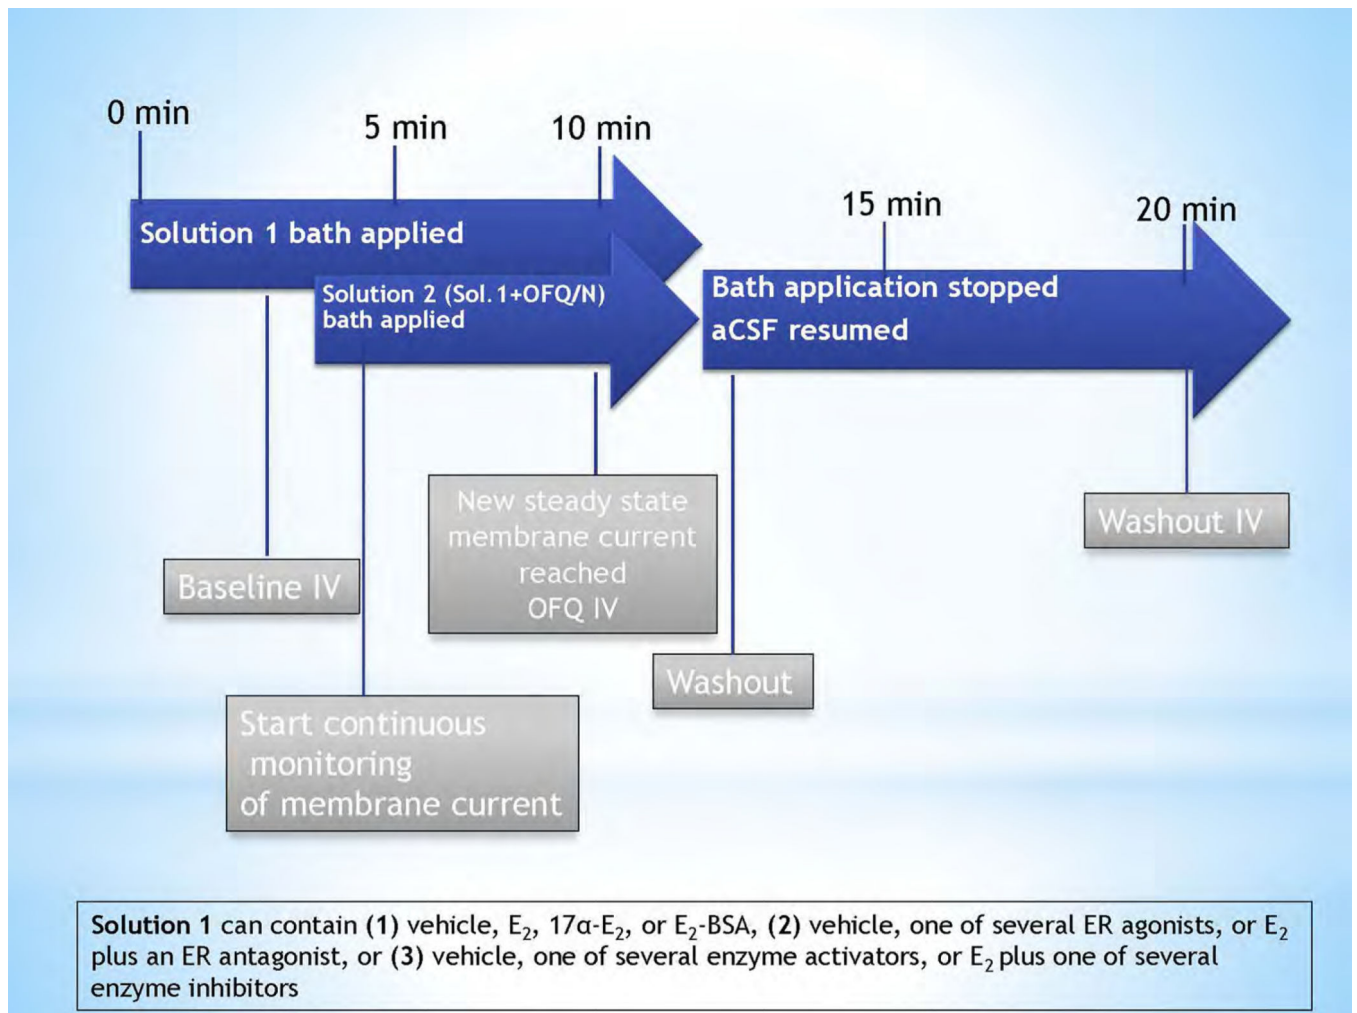 0 min
5 min
10 min
15 min
20 min
Solution 1 bath applied
Solution 2 (Sol.1+OFQ/N)
bath applied
Bath application stopped
aCSF resumed
Baseline IV
New steady state
membrane current
reached
OFQ IV
Washout IV
Washout
Start continuous
monitoring
of membrane current
Solution 1 can contain (1) vehicle, E₂, 17α-E₂, or E₂-BSA, (2) vehicle, one of several ER agonists, or E₂
plus an ER antagonist, or (3) vehicle, one of several enzyme activators, or E₂ plus one of several
enzyme inhibitors